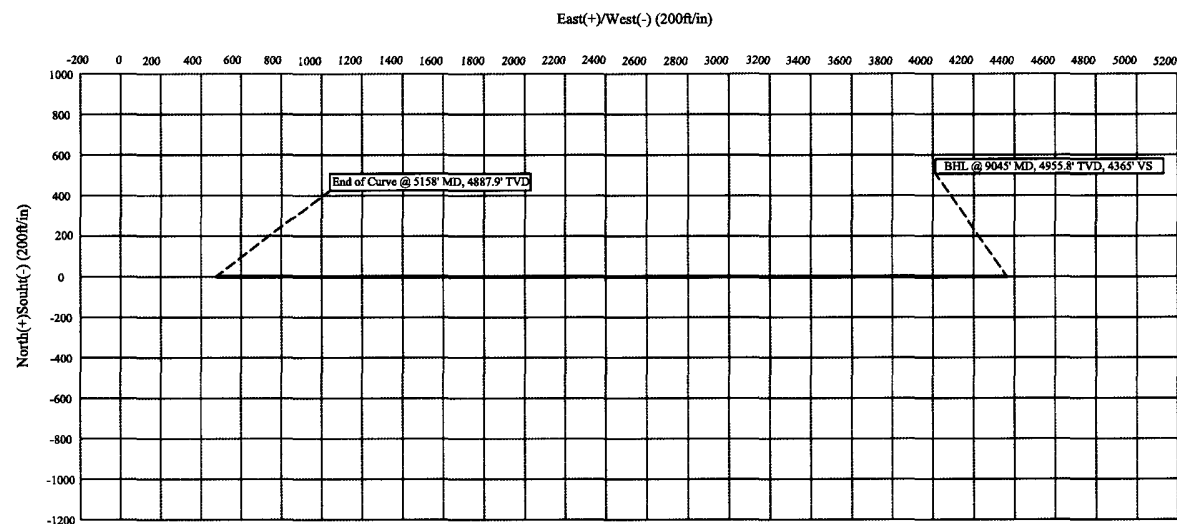 East(+)/West(-) (200ft/in)
-200 0 200 400 600 800 1000 1200 1400 1600 1800 2000 2200 2400 2600 2800 3000 3200 3400 3600 3800 4000 4200 4400 4600 4800 5000 5200
1000
800
600
BHL @ 9045' MD, 4955.8' TVD, 4365' VS
End of Curve @ 5158' MD, 4887.9' TVD
400
200
North(+)Souht(-) (200ft/in)
0
-200
-400
-600
-800
-1000
-1200